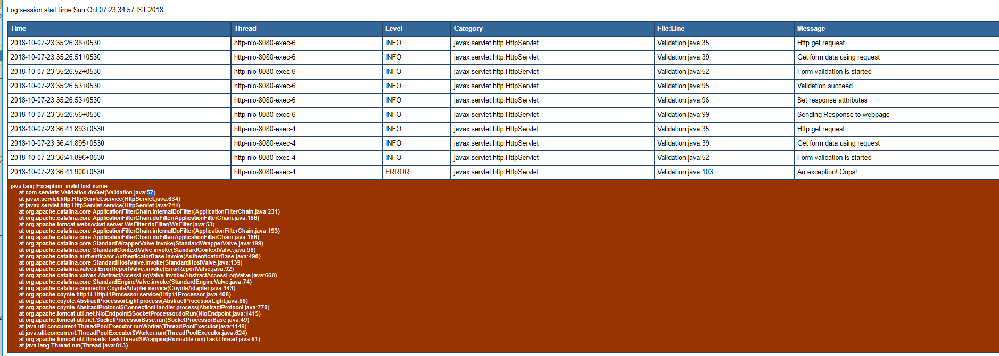 Log session start time Sun Oct 07 23:34:57 IST 2018
Time Thread Level Category File:Line Message
2018-10-07-23:35:26.38+0530 http-nio-8080-exec-6 INFO javax.servlet.http.HttpServlet Validation.java:35 Http get request
2018-10-07-23:35:26.51+0530 http-nio-8080-exec-6 INFO javax.servlet.http.HttpServlet Validation.java:39 Get form data using request
2018-10-07-23:35:26.52+0530 http-nio-8080-exec-6 INFO javax.servlet.http.HttpServlet Validation.java:52 Form validation is started
2018-10-07-23:35:26.53+0530 http-nio-8080-exec-6 INFO javax.servlet.http.HttpServlet Validation.java:95 Validation succeed
2018-10-07-23:35:26.53+0530 http-nio-8080-exec-6 INFO javax.servlet.http.HttpServlet Validation.java:96 Set response atttributes
2018-10-07-23:35:26.56+0530 http-nio-8080-exec-6 INFO javax.servlet.http.HttpServlet Validation.java:99 Sending Response to webpage
2018-10-07-23:36:41.893+0530 http-nio-8080-exec-4 INFO javax.servlet.http.HttpServlet Validation.java:35 Http get request
2018-10-07-23:36:41.895+0530 http-nio-8080-exec-4 INFO javax.servlet.http.HttpServlet Validation.java:39 Get form data using request
2018-10-07-23:36:41.896+0530 http-nio-8080-exec-4 INFO javax.servlet.http.HttpServlet Validation.java:52 Form validation is started
2018-10-07-23:36:41.900+0530 http-nio-8080-exec-4 ERROR javax.servlet.http.HttpServlet Validation.java:103 An exception! Oops!
java.lang.Exception: invlid first name
at com.servlets.Validation.doGet(Validation.java:57)
at javax.servlet.http.HttpServlet.service(HttpServlet.java:634)
at javax.servlet.http.HttpServlet.service(HttpServlet.java:741)
at org.apache.catalina.core.ApplicationFilterChain.internalDoFilter(ApplicationFilterChain.java:231)
at org.apache.catalina.core.ApplicationFilterChain.doFilter(ApplicationFilterChain.java:166)
at org.apache.tomcat.websocket.server.WsFilter.doFilter(WsFilter.java:53)
at org.apache.catalina.core.ApplicationFilterChain.internalDoFilter(ApplicationFilterChain.java:193)
at org.apache.catalina.core.ApplicationFilterChain.doFilter(ApplicationFilterChain.java:166)
at org.apache.catalina.core.StandardWrapperValve.invoke(StandardWrapperValve.java:199)
at org.apache.catalina.core.StandardContextValve.invoke(StandardContextValve.java:96)
at org.apache.catalina.authenticator.AuthenticatorBase.invoke(AuthenticatorBase.java:490)
at org.apache.catalina.core.StandardHostValve.invoke(StandardHostValve.java:139)
at org.apache.catalina.valves.ErrorReportValve.invoke(ErrorReportValve.java:92)
at org.apache.catalina.valves.AbstractAccessLogValve.invoke(AbstractAccessLogValve.java:668)
at org.apache.catalina.core.StandardEngineValve.invoke(StandardEngineValve.java:74)
at org.apache.catalina.connector.CoyoteAdapter.service(CoyoteAdapter.java:343)
at org.apache.coyote.http11.Http11Processor.service(Http11Processor.java:408)
at org.apache.coyote.AbstractProcessorLight.process(AbstractProcessorLight.java:66)
at org.apache.coyote.AbstractProtocol$ConnectionHandler.process(AbstractProtocol.java:770)
at org.apache.tomcat.util.net.NioEndpoint$SocketProcessor.doRun(NioEndpoint.java:1415)
at org.apache.tomcat.util.net.SocketProcessorBase.run(SocketProcessorBase.java:49)
at java.util.concurrent.ThreadPoolExecutor.runWorker(ThreadPoolExecutor.java:1149)
at java.util.concurrent.ThreadPoolExecutor$Worker.run(ThreadPoolExecutor.java:624)
at org.apache.tomcat.util.threads.TaskThread$WrappingRunnable.run(TaskThread.java:61)
at java.lang.Thread.run(Thread.java:813)